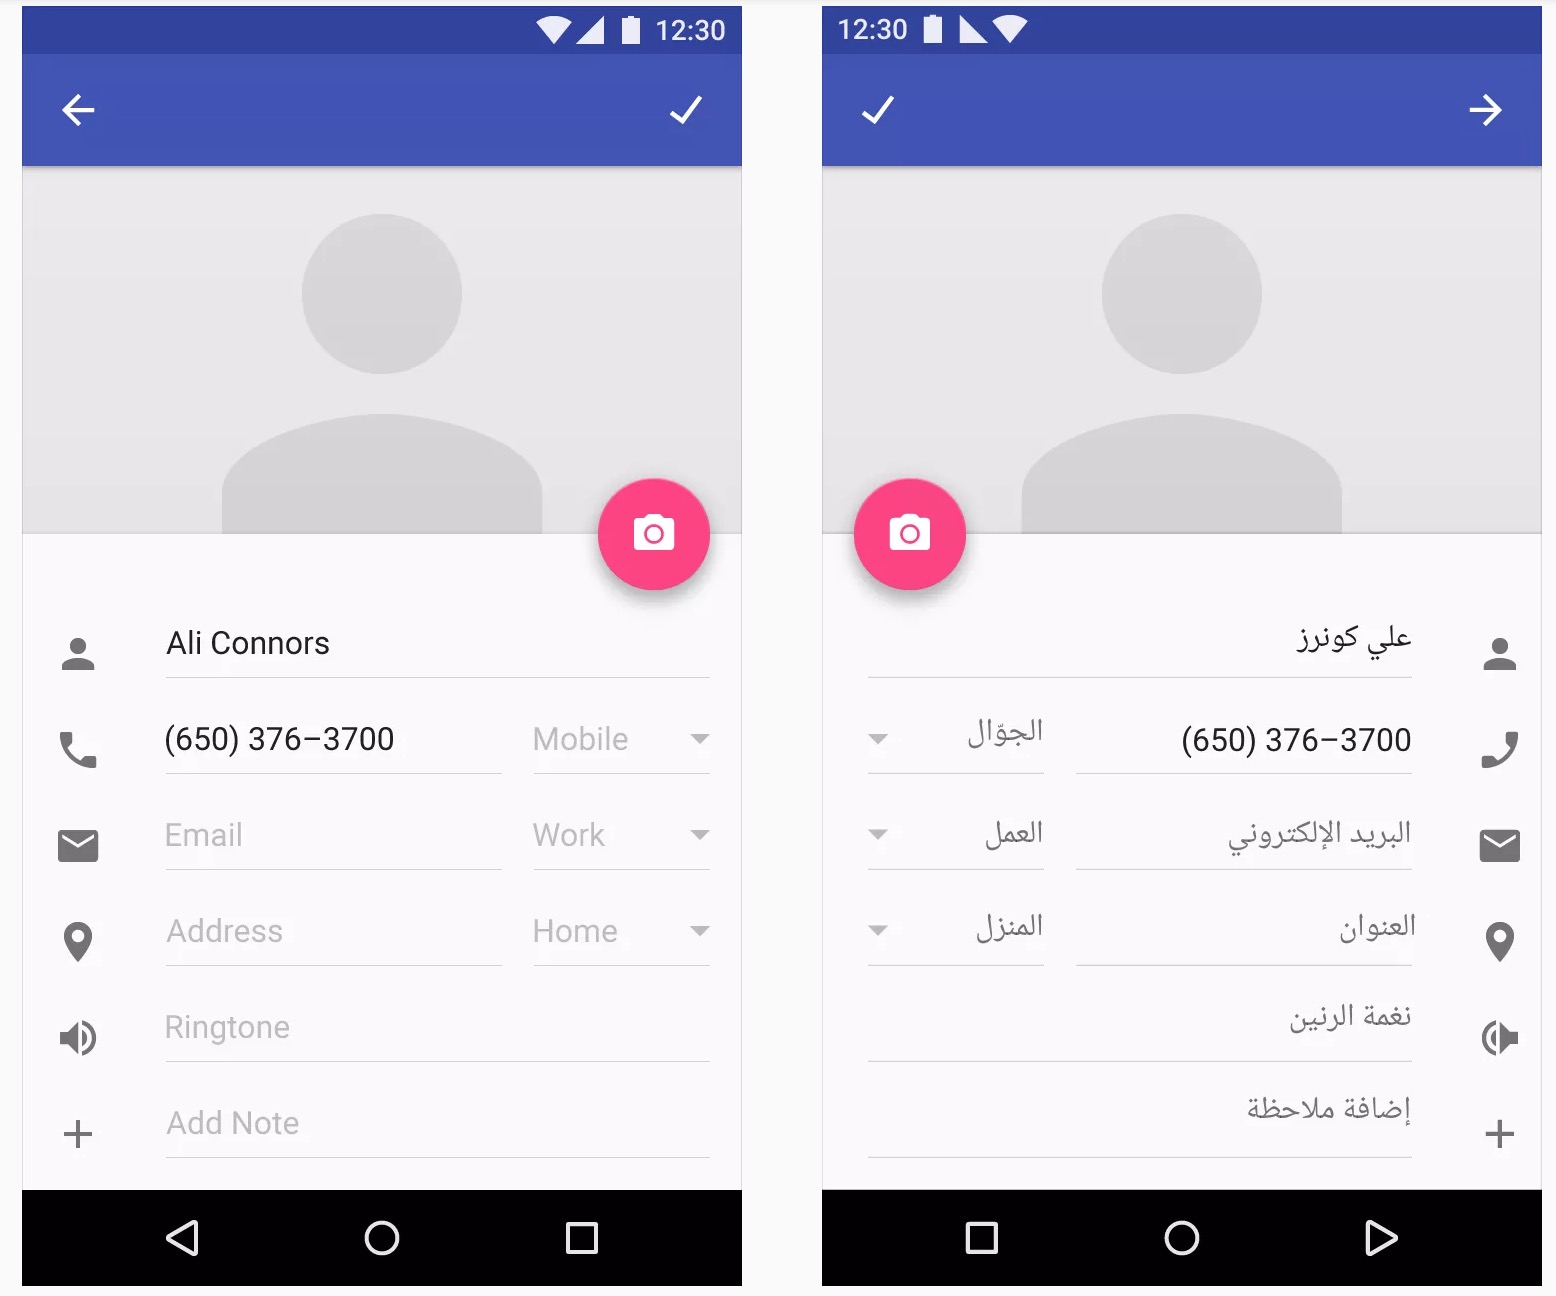 12:30
Ali Connors
(650) 376–3700 Mobile
Email Work
Address Home
Ringtone
Add Note
12:30
علي كونرز
(650) 376–3700 الجوّال
البريد الإلكتروني العمل
العنوان المنزل
نغمة الرنين
إضافة ملاحظة